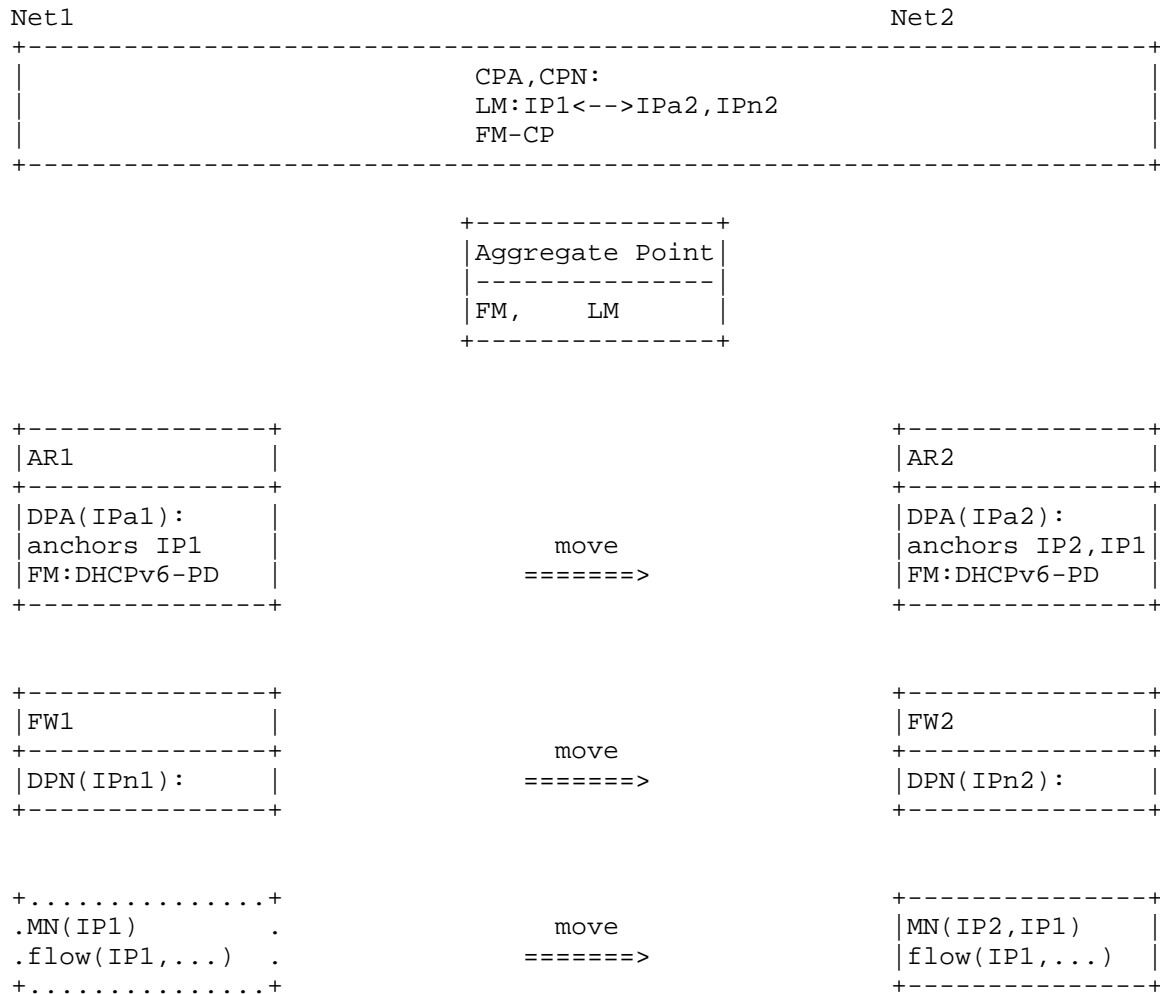 Net1                                                  Net2
+-----------------------------------------------------------------------+
|                            CPA,CPN:                                   |
|                            LM:IP1<-->IPa2,IPn2                        |
|                            FM-CP                                      |
+-----------------------------------------------------------------------+
                            +---------------+
                            |Aggregate Point|
                            |---------------|
                            |FM,    LM      |
                            +---------------+
+---------------+                                       +---------------+
|AR1            |                                       |AR2            |
+---------------+                                       +---------------+
|DPA(IPa1):     |                                       |DPA(IPa2):     |
|anchors IP1    |                 move                  |anchors IP2,IP1|
|FM:DHCPv6-PD   |               =======>                |FM:DHCPv6-PD   |
+---------------+                                       +---------------+
+---------------+                                       +---------------+
|FW1            |                                       |FW2            |
+---------------+                 move                  +---------------+
|DPN(IPn1):     |               =======>                |DPN(IPn2):     |
+---------------+                                       +---------------+
+...............+                                       +---------------+
.MN(IP1)        .                 move                  |MN(IP2,IP1)    |
.flow(IP1,...)  .               =======>                |flow(IP1,...)  |
+...............+                                       +---------------+